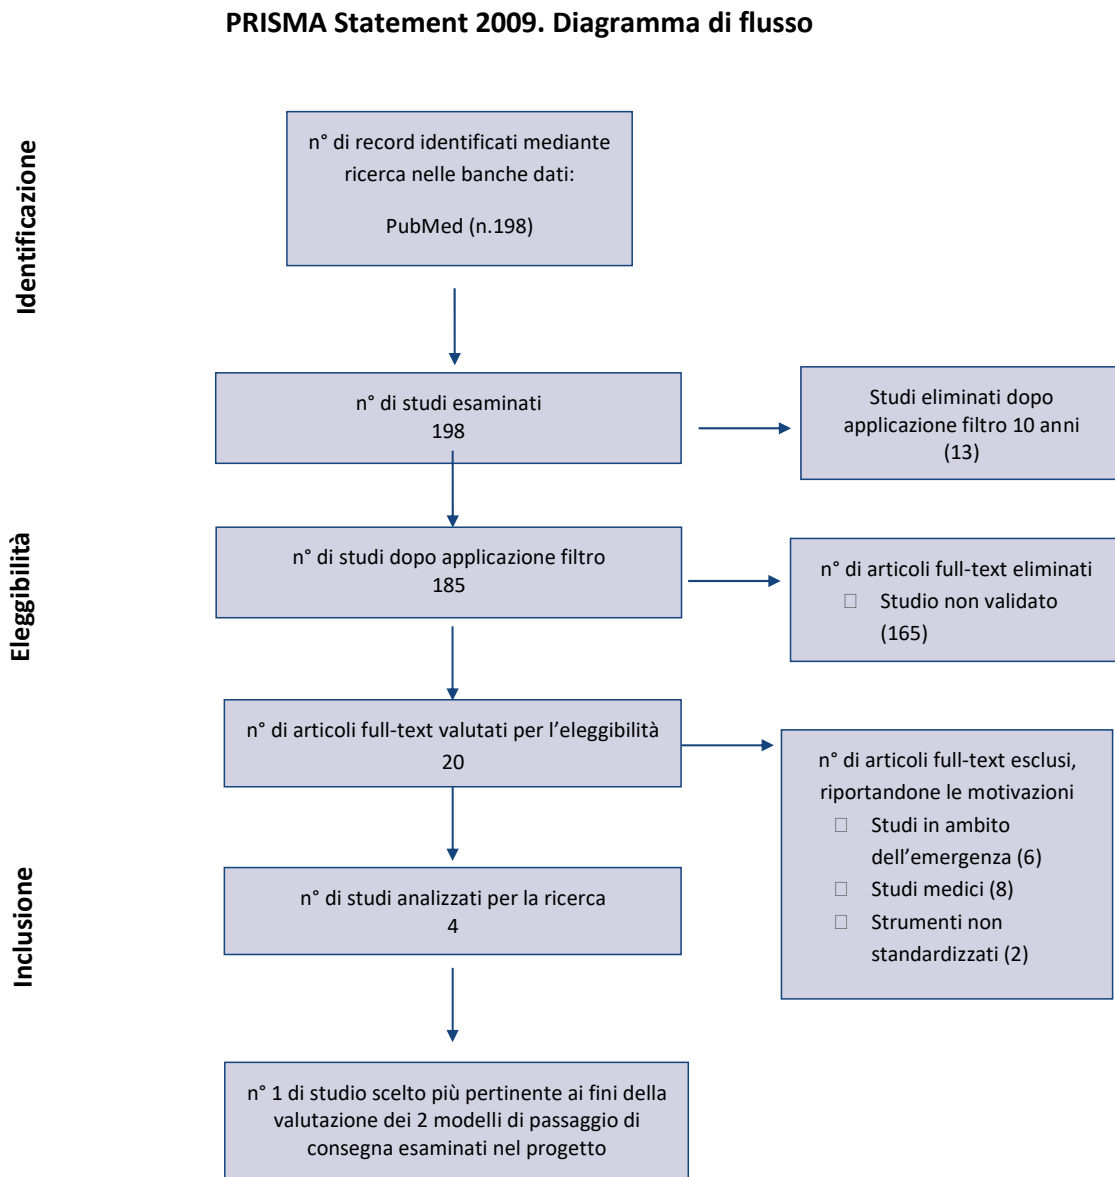 PRISMA Statement 2009. Diagramma di flusso
Identificazione
n° di record identificati mediante
ricerca nelle banche dati:
PubMed (n.198)
n° di studi esaminati
198
Studi eliminati dopo
applicazione filtro 10 anni
(13)
Eleggibilità
n° di studi dopo applicazione filtro
185
n° di articoli full-text eliminati
Studio non validato
(165)
n° di articoli full-text valutati per l’eleggibilità
20
n° di articoli full-text esclusi,
riportandone le motivazioni
Studi in ambito
dell’emergenza (6)
Studi medici (8)
Strumenti non
standardizzati (2)
Inclusione
n° di studi analizzati per la ricerca
4
n° 1 di studio scelto più pertinente ai fini della
valutazione dei 2 modelli di passaggio di
consegna esaminati nel progetto